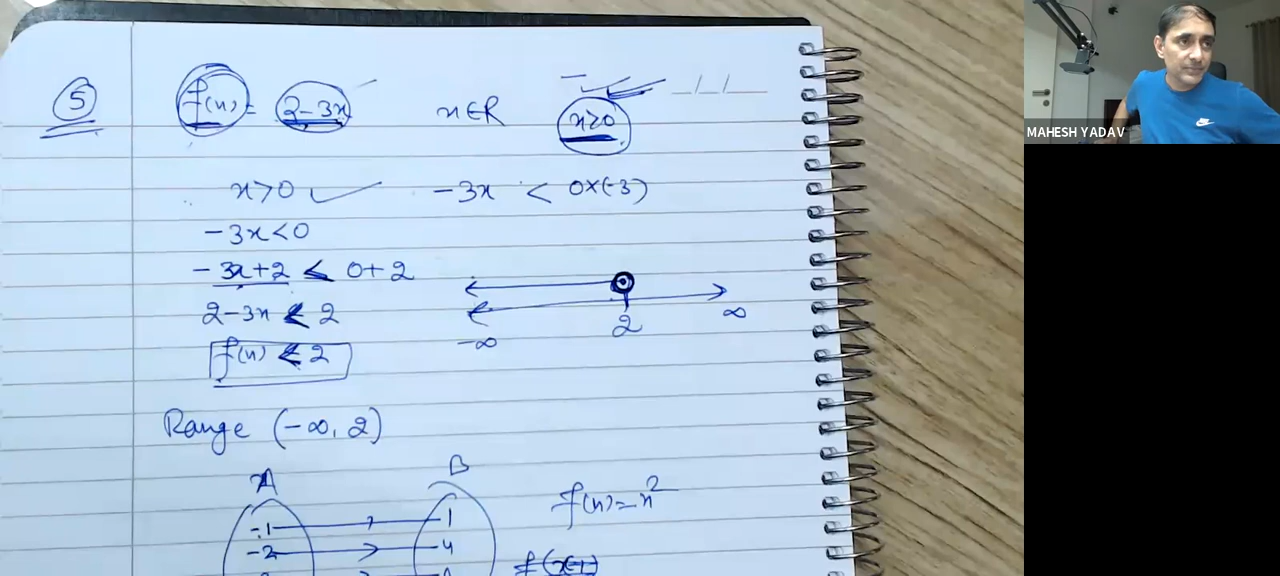 5 f(x) = 2-3x x∈R x>0
x>0 -3x < 0×(-3)
-3x<0
-3x+2 < 0+2
2-3x < 2 2 ∞
-∞
f(x) < 2
Range (-∞, 2)
A B
f(x)=x²
-1 1
-2 4
MAHESH YADAV